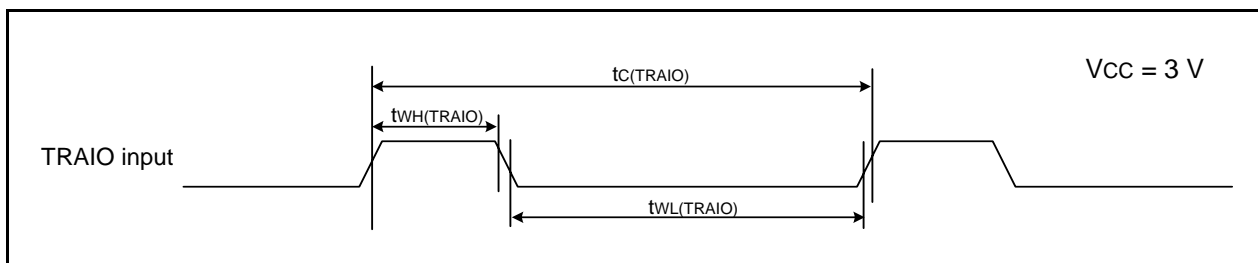 tC(TRAIO)
VCC = 3 V
tWH(TRAIO)
TRAIO input
tWL(TRAIO)